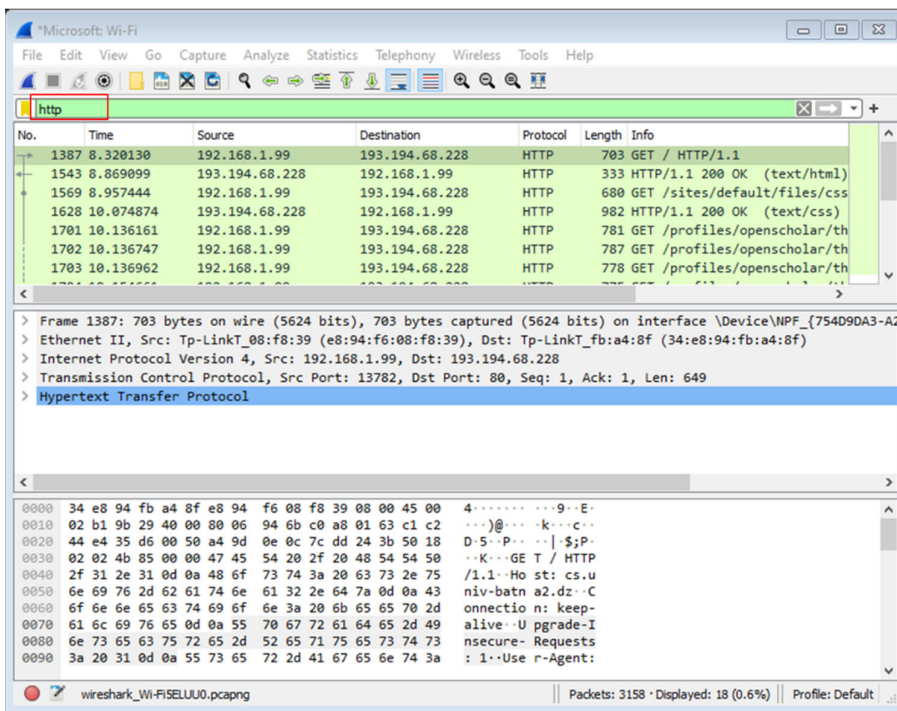 *Microsoft: Wi-Fi
File Edit View Go Capture Analyze Statistics Telephony Wireless Tools Help
http
No. Time Source Destination Protocol Length Info
1387 8.320130 192.168.1.99 193.194.68.228 HTTP 703 GET / HTTP/1.1
1543 8.869099 193.194.68.228 192.168.1.99 HTTP 333 HTTP/1.1 200 OK (text/html)
1569 8.957444 192.168.1.99 193.194.68.228 HTTP 680 GET /sites/default/files/css
1628 10.074874 193.194.68.228 192.168.1.99 HTTP 982 HTTP/1.1 200 OK (text/css)
1701 10.136161 192.168.1.99 193.194.68.228 HTTP 781 GET /profiles/openscholar/th
1702 10.136747 192.168.1.99 193.194.68.228 HTTP 787 GET /profiles/openscholar/th
1703 10.136962 192.168.1.99 193.194.68.228 HTTP 778 GET /profiles/openscholar/th
> Frame 1387: 703 bytes on wire (5624 bits), 703 bytes captured (5624 bits) on interface \Device\NPF_{754D9DA3-A2
> Ethernet II, Src: Tp-LinkT_08:f8:39 (e8:94:f6:08:f8:39), Dst: Tp-LinkT_fb:a4:8f (34:e8:94:fb:a4:8f)
> Internet Protocol Version 4, Src: 192.168.1.99, Dst: 193.194.68.228
> Transmission Control Protocol, Src Port: 13782, Dst Port: 80, Seq: 1, Ack: 1, Len: 649
> Hypertext Transfer Protocol
0000 34 e8 94 fb a4 8f e8 94 f6 08 f8 39 08 00 45 00 4·······  ···9··E·
0010 02 b1 9b 29 40 00 80 06 94 6b c0 a8 01 63 c1 c2 ···)@··· ·k···c··
0020 44 e4 35 d6 00 50 a4 9d 0e 0c 7c dd 24 3b 50 18 D·5··P·· ··|·$;P·
0030 02 02 4b 85 00 00 47 45 54 20 2f 20 48 54 54 50 ··K···GE T / HTTP
0040 2f 31 2e 31 0d 0a 48 6f 73 74 3a 20 63 73 2e 75 /1.1··Ho st: cs.u
0050 6e 69 76 2d 62 61 74 6e 61 32 2e 64 7a 0d 0a 43 niv-batn a2.dz··C
0060 6f 6e 6e 65 63 74 69 6f 6e 3a 20 6b 65 65 70 2d onnectio n: keep-
0070 61 6c 69 76 65 0d 0a 55 70 67 72 61 64 65 2d 49 alive··U pgrade-I
0080 6e 73 65 63 75 72 65 2d 52 65 71 75 65 73 74 73 nsecure- Requests
0090 3a 20 31 0d 0a 55 73 65 72 2d 41 67 65 6e 74 3a : 1··Use r-Agent:
wireshark_Wi-Fi5ELUU0.pcapng Packets: 3158 · Displayed: 18 (0.6%) Profile: Default